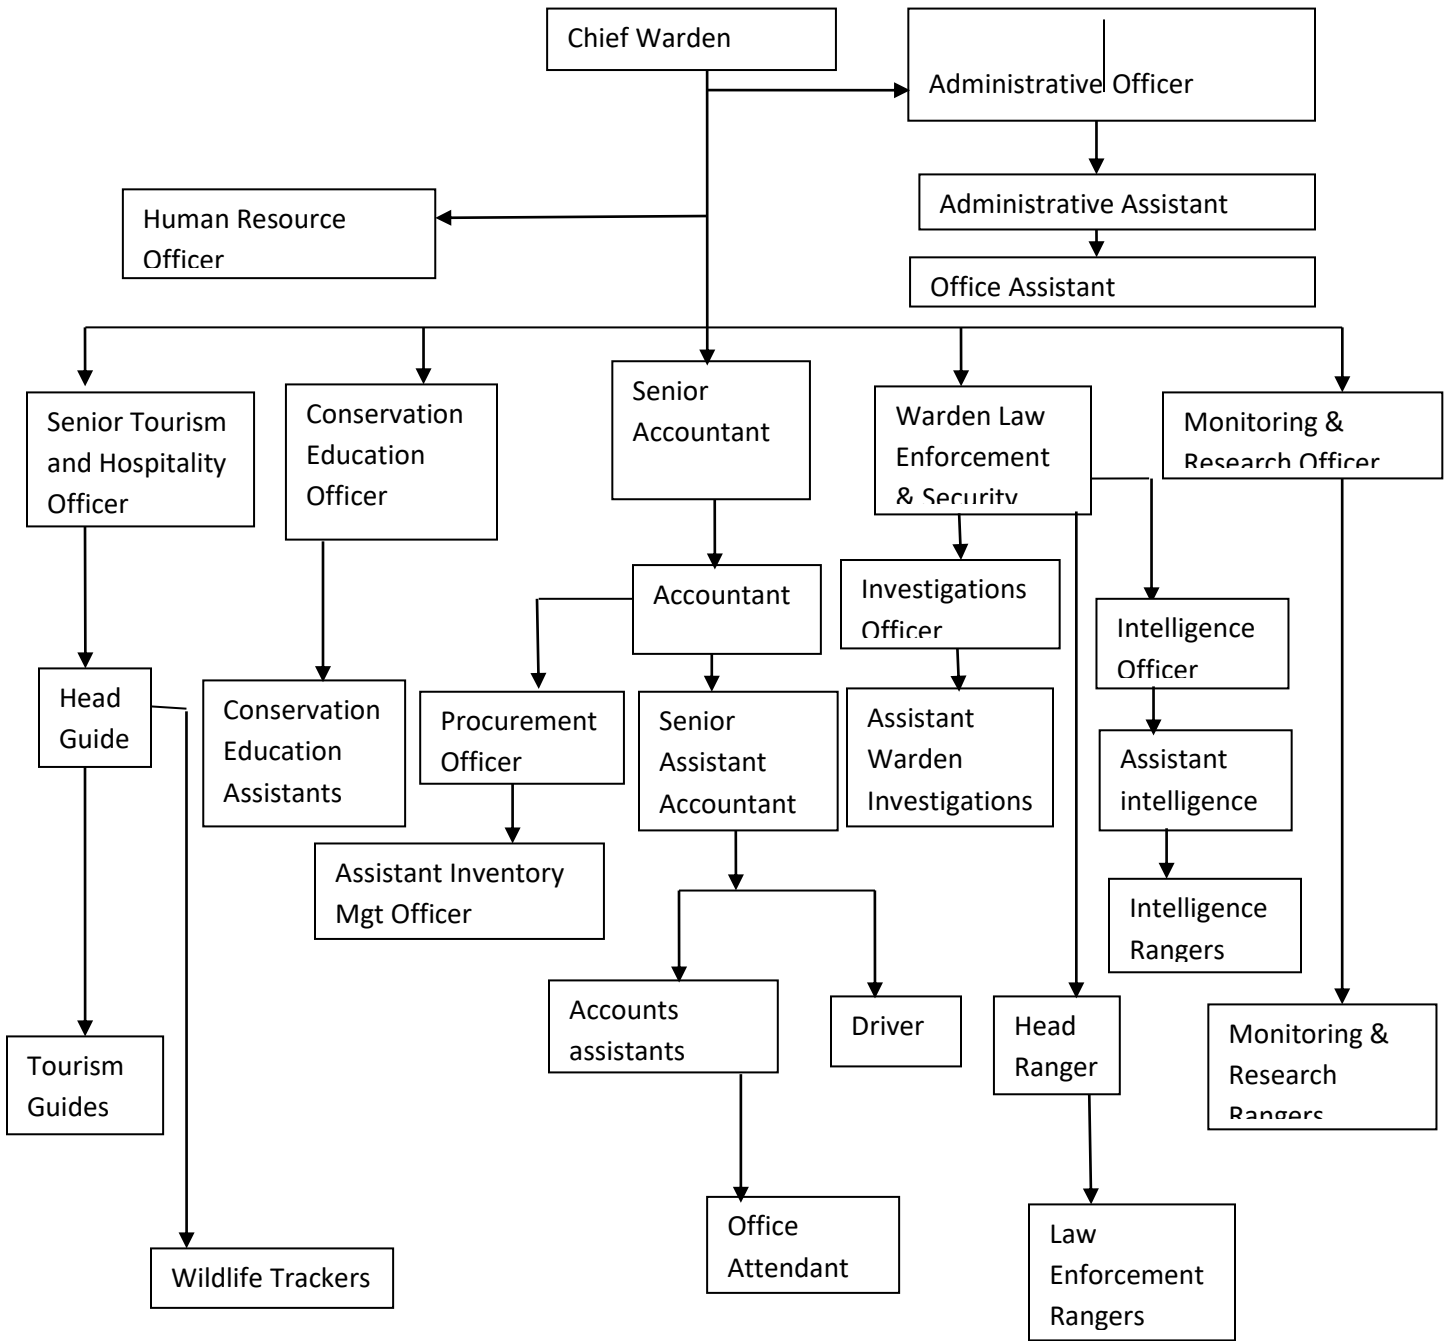 Chief Warden
Administrative Officer
Human Resource
Officer
Administrative Assistant
Office Assistant
Senior Tourism
and Hospitality
Officer
Conservation
Education
Officer
Senior
Accountant
Warden Law
Enforcement
& Security
Monitoring &
Research Officer
Accountant
Investigations
Officer
Intelligence
Officer
Head
Guide
Conservation
Education
Assistants
Procurement
Officer
Senior
Assistant
Accountant
Assistant
Warden
Investigations
Assistant
intelligence
Assistant Inventory
Mgt Officer
Intelligence
Rangers
Accounts
assistants
Driver
Head
Ranger
Monitoring &
Research
Rangers
Tourism
Guides
Office
Attendant
Law
Enforcement
Rangers
Wildlife Trackers